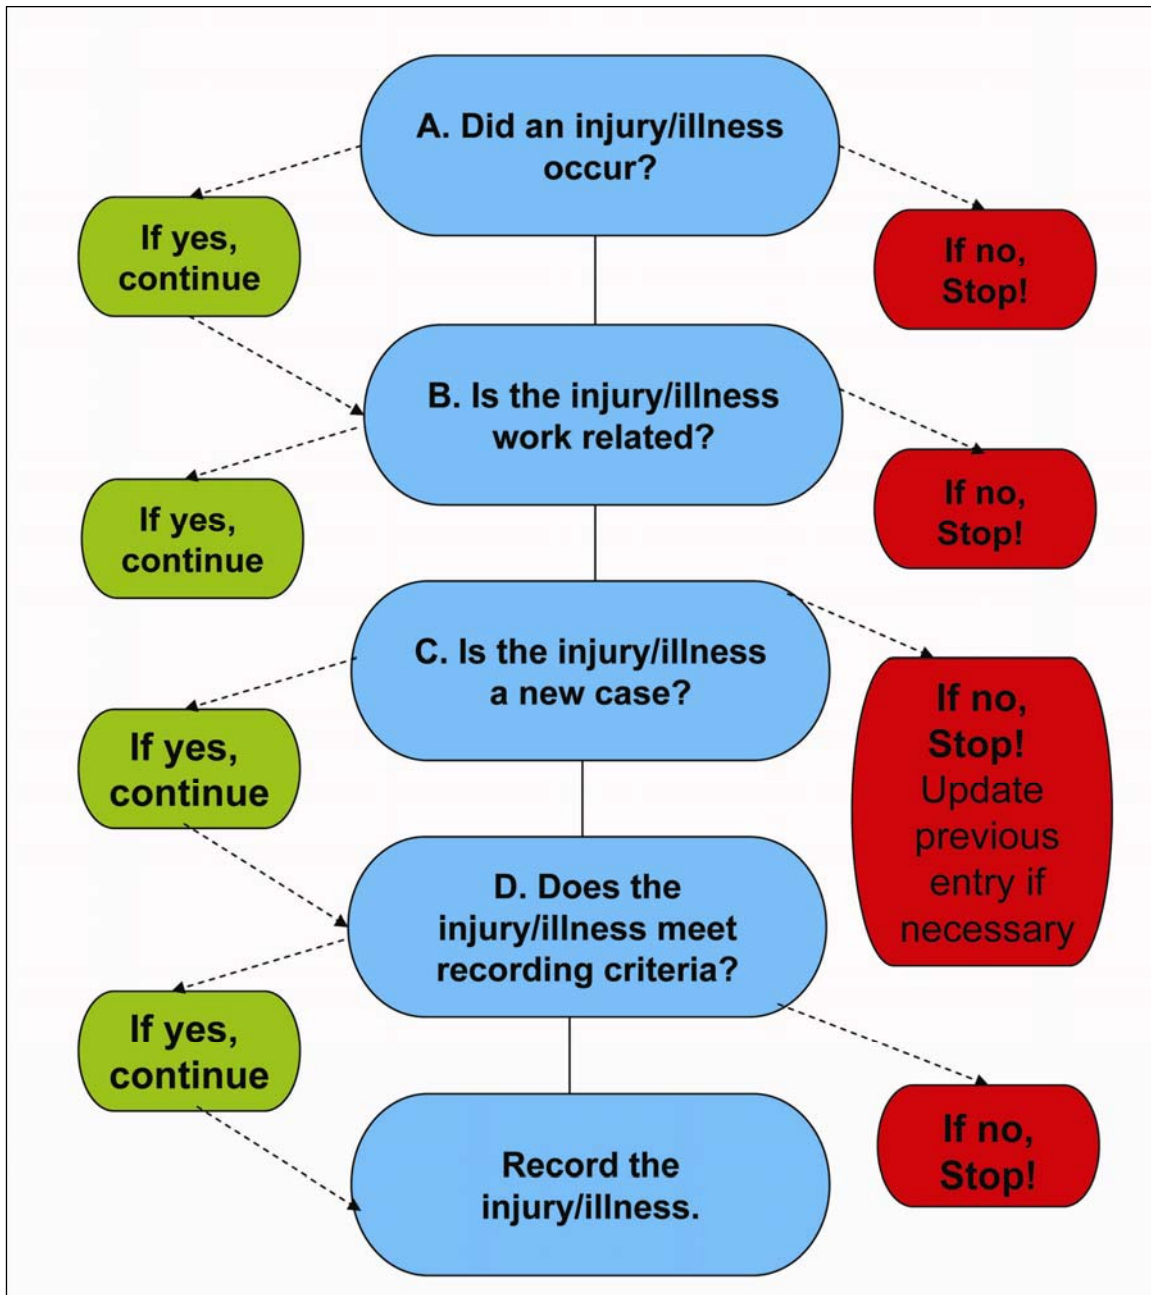 A. Did an injury/illness
occur?
If yes,
continue
If no,
Stop!
B. Is the injury/illness
work related?
If yes,
continue
If no,
Stop!
C. Is the injury/illness
a new case?
If yes,
continue
If no,
Stop!
Update
previous
entry if
necessary
D. Does the
injury/illness meet
recording criteria?
If yes,
continue
If no,
Stop!
Record the
injury/illness.